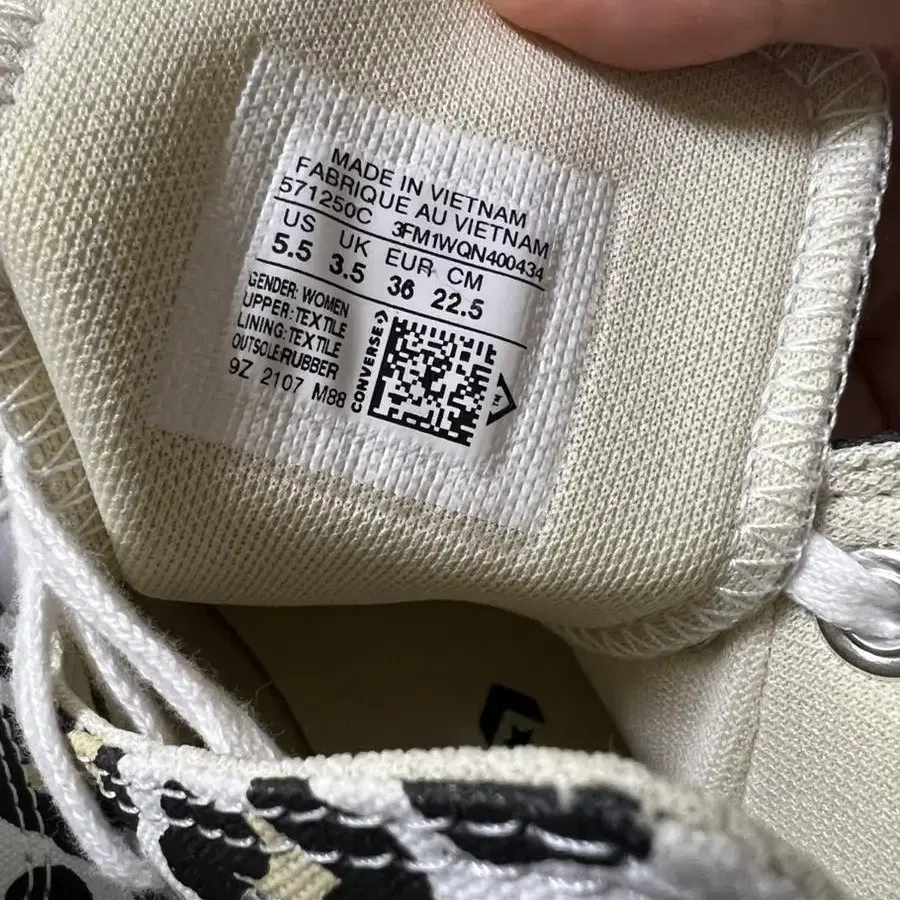 MADE IN VIETNAM
FABRIQUE AU VIETNAM
571250C 3FM1WQN400434
US UK EUR CM
5.5 3.5 36 22.5
GENDER: WOMEN
UPPER: TEXTILE
LINING: TEXTILE
OUTSOLE:RUBBER
9Z 2107 M88
CONVERSE
TM